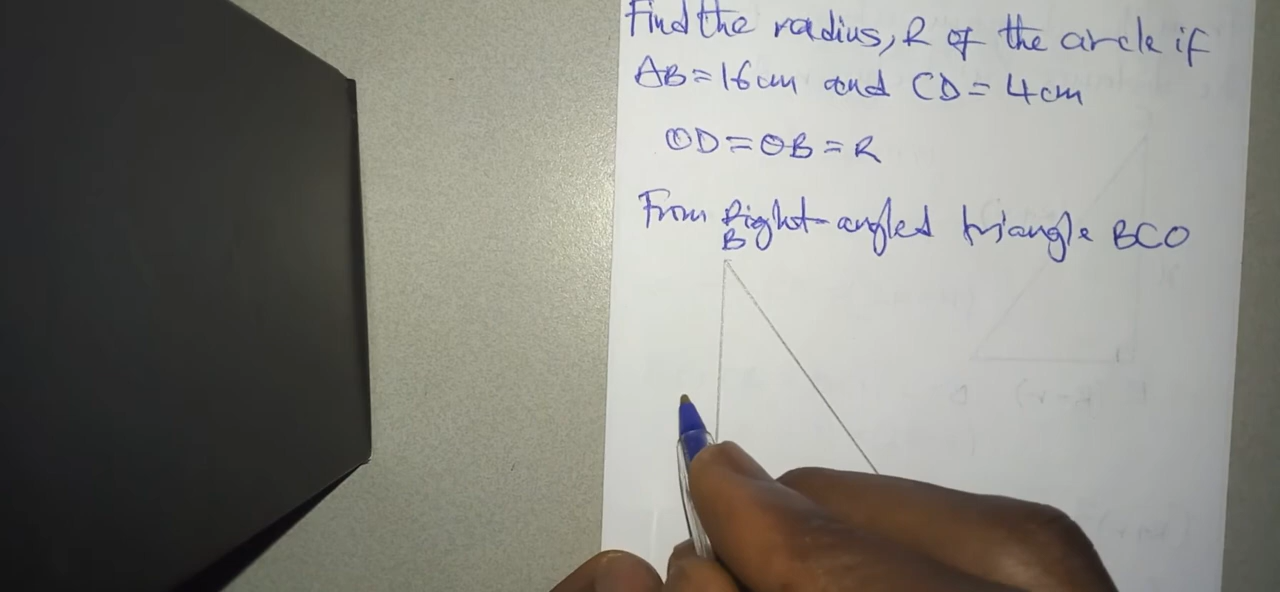 Find the radius, R of the circle if
AB = 16cm and CD = 4cm
OD = OB = R
From Right-angled triangle BCO
B